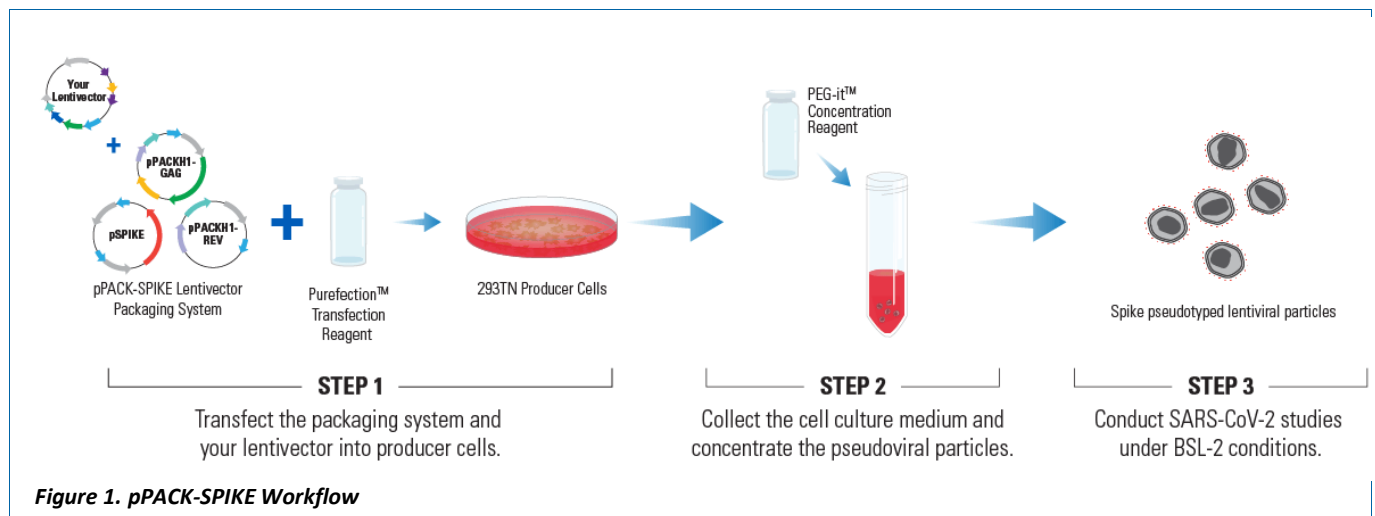 Your
Lentivector
pPACKH1-
GAG
pSPIKE
pPACKH1-
REV
pPACK-SPIKE Lentivector
Packaging System
Purefection™
Transfection
Reagent
293TN Producer Cells
PEG-it™
Concentration
Reagent
Spike pseudotyped lentiviral particles
STEP 1
Transfect the packaging system and
your lentivector into producer cells.
STEP 2
Collect the cell culture medium and
concentrate the pseudoviral particles.
STEP 3
Conduct SARS-CoV-2 studies
under BSL-2 conditions.
Figure 1. pPACK-SPIKE Workflow